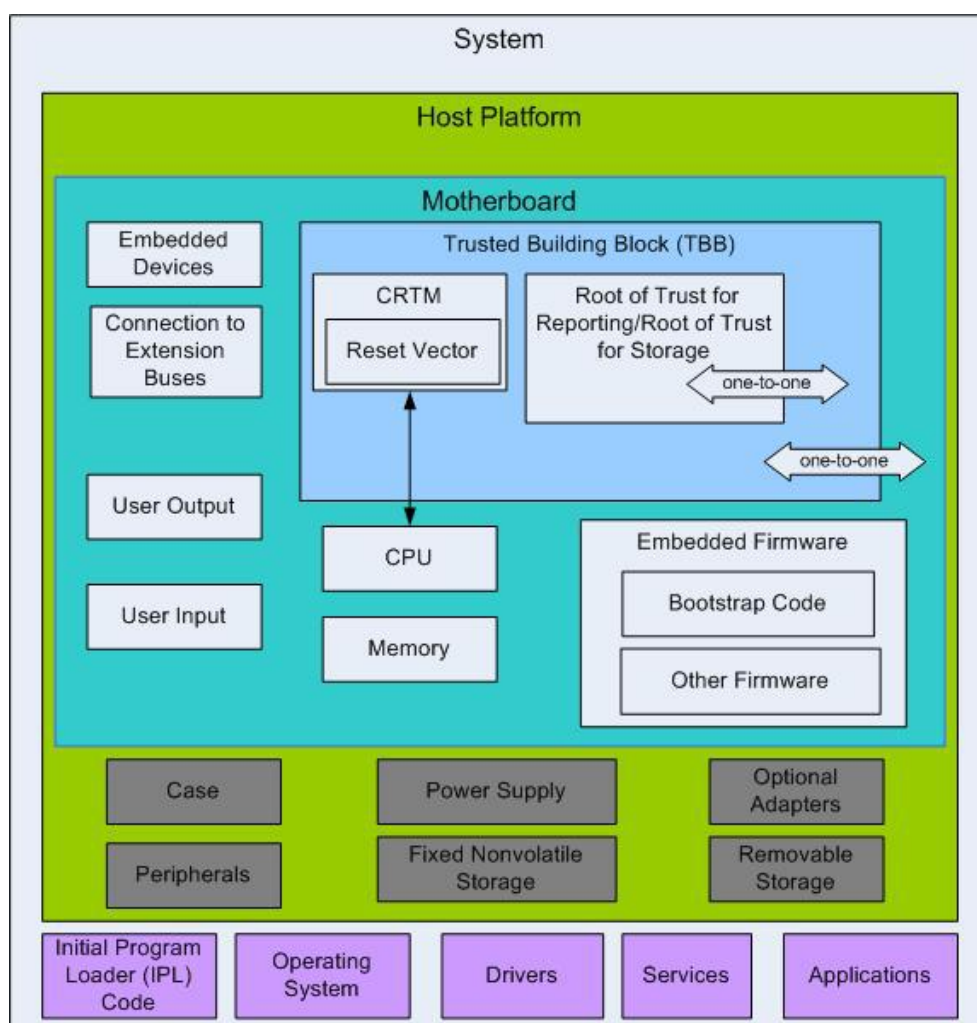 System
Host Platform
Motherboard
Embedded
Devices
Connection to
Extension
Buses
User Output
User Input
Trusted Building Block (TBB)
CRTM
Reset Vector
Root of Trust for
Reporting/Root of Trust
for Storage
one-to-one
one-to-one
CPU
Memory
Embedded Firmware
Bootstrap Code
Other Firmware
Case
Power Supply
Optional
Adapters
Peripherals
Fixed Nonvolatile
Storage
Removable
Storage
Initial Program
Loader (IPL)
Code
Operating
System
Drivers
Services
Applications